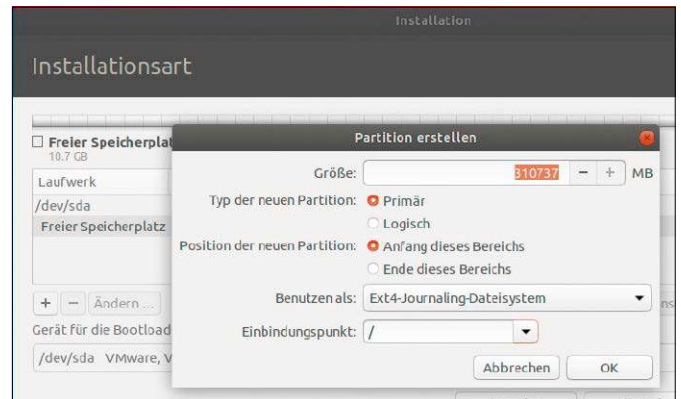 Installation
Installationsart
Partition erstellen
Freier Speicherplat
10.7 GB
Größe: 310737 − + MB
Laufwerk
Typ der neuen Partition: Primär
/dev/sda
Logisch
Freier Speicherplatz
Position der neuen Partition: Anfang dieses Bereichs
Ende dieses Bereichs
+ − Ändern ...
Benutzen als: Ext4-Journaling-Dateisystem
Gerät für die Bootload
Einbindungspunkt: /
/dev/sda VMware, V
Abbrechen OK